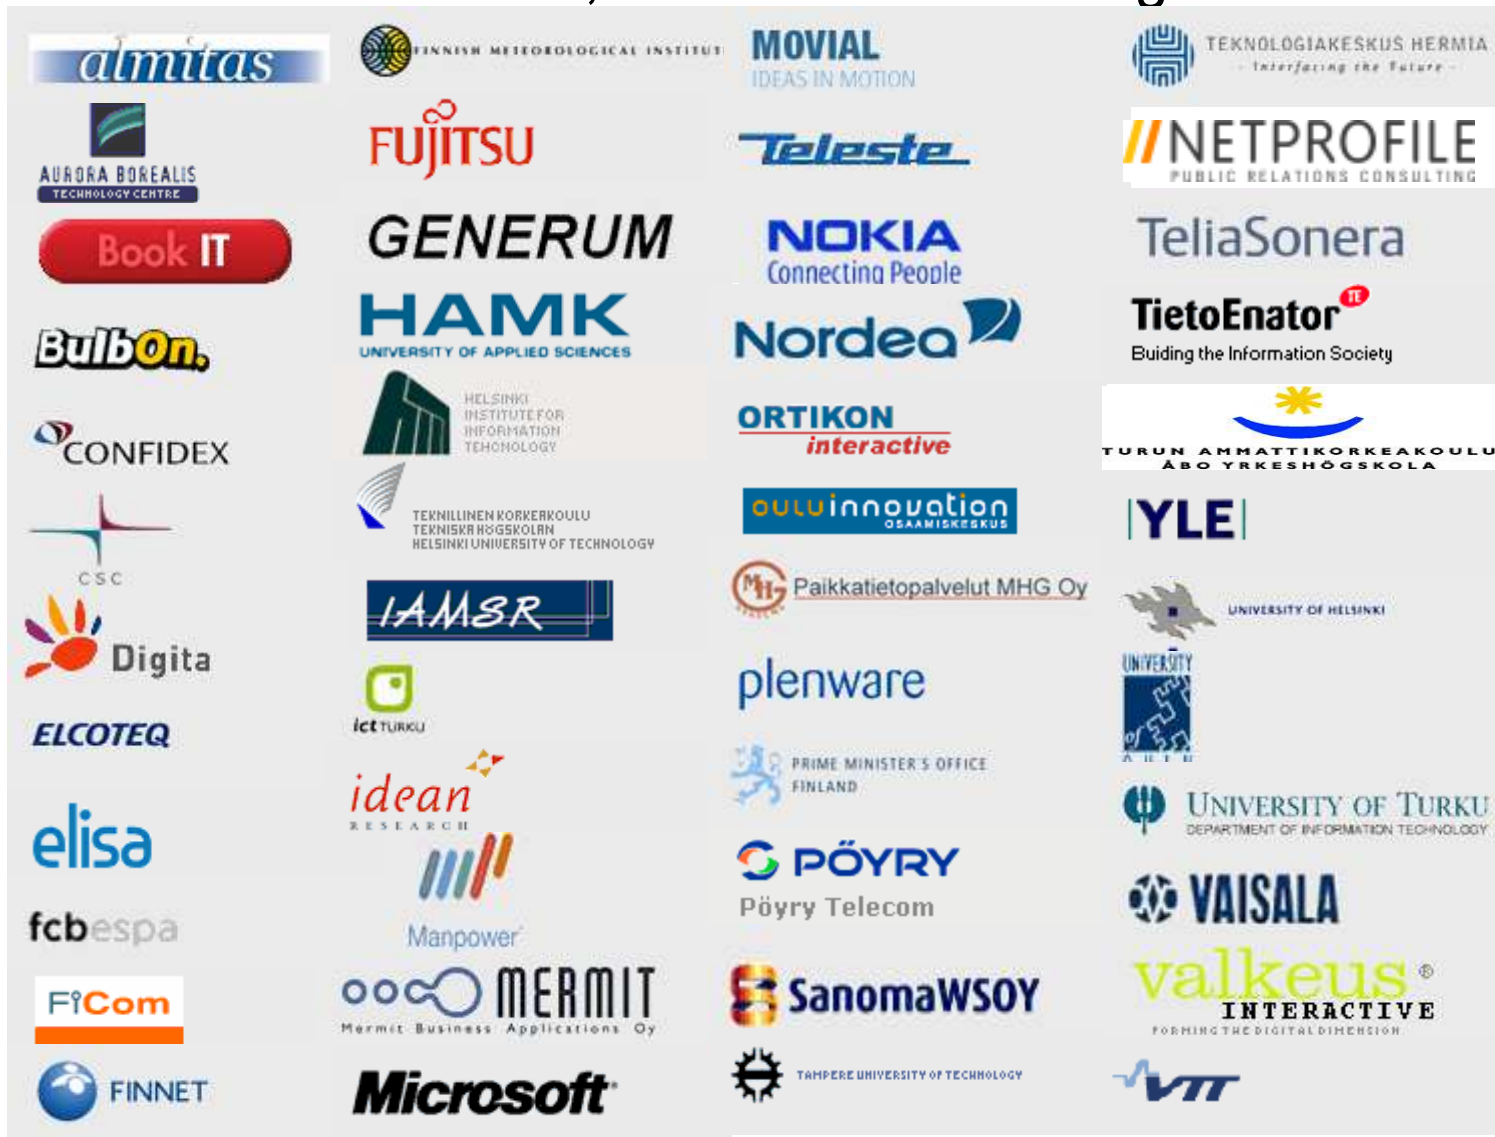 almitas
AURORA BOREALIS
TECHNOLOGY CENTRE
Book IT
BulbOn.
CONFIDEX
CSC
Digita
ELCOTEQ
elisa
fcbespa
FiCom
FINNET
FINNISH METEOROLOGICAL INSTITUT
FUJITSU
GENERUM
HAMK
UNIVERSITY OF APPLIED SCIENCES
HELSINKI
INSTITUTE FOR
INFORMATION
TEHCNOLOGY
TEKNILLINEN KORKEAKOULU
TEKNISKA HÖGSKOLAN
HELSINKI UNIVERSITY OF TECHNOLOGY
IAMSR
ict TURKU
idean
RESEARCH
Manpower
MERMIT
Mermit Business Applications Oy
Microsoft
MOVIAL
IDEAS IN MOTION
Teleste
NOKIA
Connecting People
Nordea
ORTIKON
interactive
ouluinnovation
OSAAMISKESKUS
MHG Paikkatietopalvelut MHG Oy
plenware
PRIME MINISTER'S OFFICE
FINLAND
PÖYRY
Pöyry Telecom
SanomaWSOY
TAMPERE UNIVERSITY OF TECHNOLOGY
TEKNOLOGIAKESKUS HERMIA
- Interfacing the Future -
//NETPROFILE
PUBLIC RELATIONS CONSULTING
TeliaSonera
TietoEnator TE
Buiding the Information Society
TURUN AMMATTIKORKEAKOULU
ÅBO YRKESHÖGSKOLA
|YLE|
UNIVERSITY OF HELSINKI
UNIVERSITY
of
UNIVERSITY OF TURKU
DEPARTMENT OF INFORMATION TECHNOLOGY
VAISALA
valkeus®
INTERACTIVE
FORMING THE DIGITAL DIMENSION
VTT